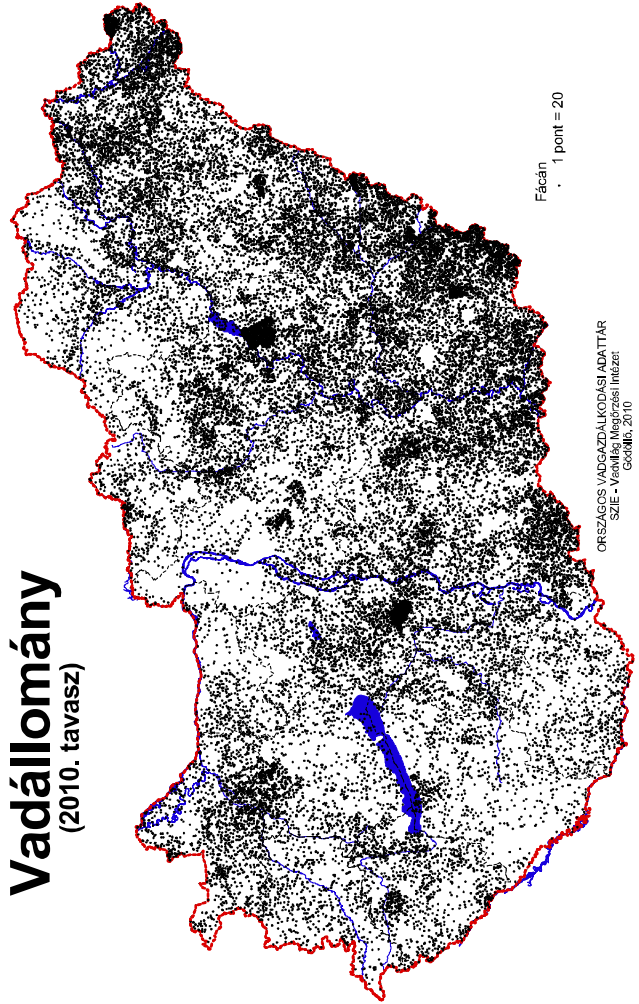 Vadállomány
(2010. tavasz)
Fácán
1 pont = 20
ORSZÁGOS VADGAZDÁLKODÁSI ADATTÁR
SZIE - Vadvilág Megőrzési Intézet
Gödöllő, 2010